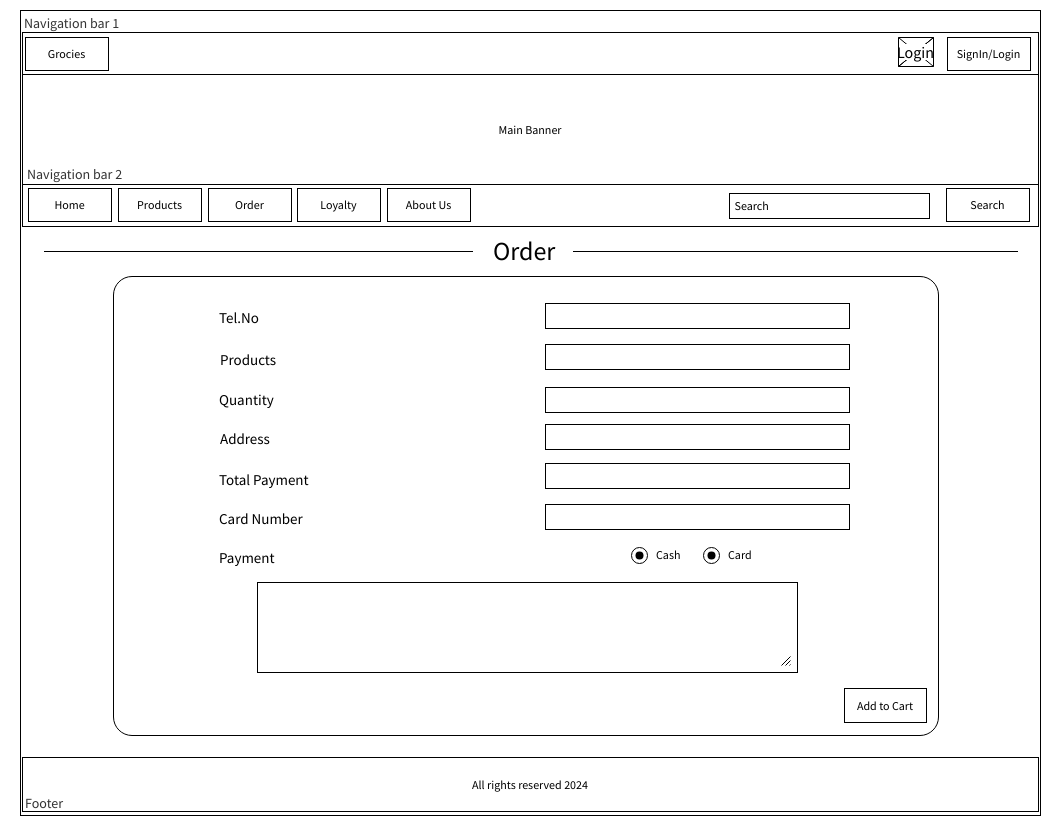 Navigation bar 1
Grocies
Login
SignIn/Login
Main Banner
Navigation bar 2
Home
Products
Order
Loyalty
About Us
Search
Search
Order
Tel.No
Products
Quantity
Address
Total Payment
Card Number
Payment
Cash
Card
Add to Cart
All rights reserved 2024
Footer